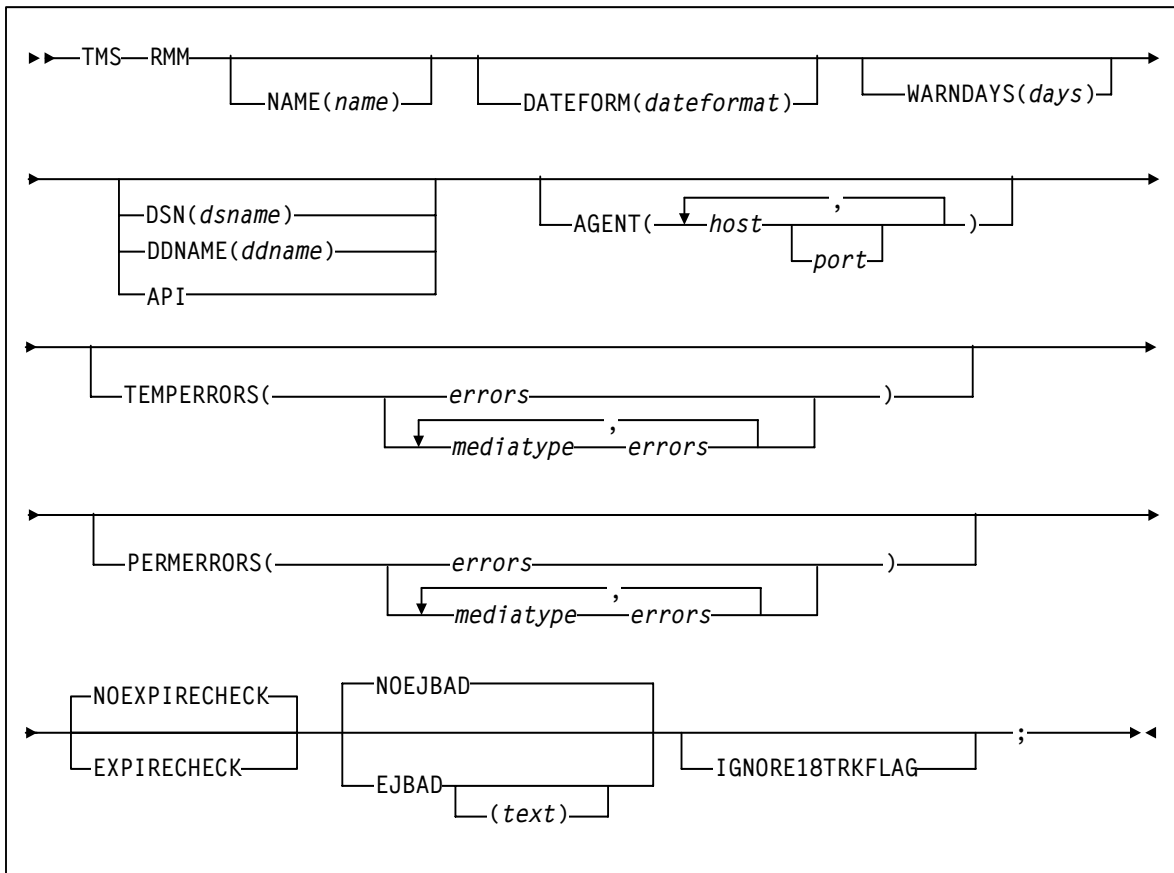 TMS RMM
NAME(name) DATEFORM(dateformat) WARNDAYS(days)
DSN(dsname)
DDNAME(ddname)
API
AGENT( host , port )
TEMPERRORS( errors )
mediatype errors ,
PERMERRORS( errors )
mediatype errors ,
NOEXPIRECHECK
EXPIRECHECK
NOEJBAD
EJBAD
(text)
IGNORE18TRKFLAG
;